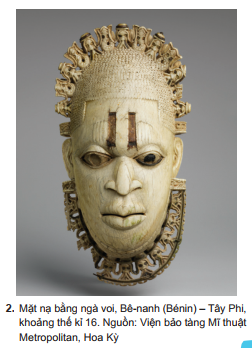 2. Mặt nạ bằng ngà voi, Bê-nanh (Bénin) – Tây Phi,
khoảng thế kỉ 16. Nguồn: Viện bảo tàng Mĩ thuật
Metropolitan, Hoa Kỳ